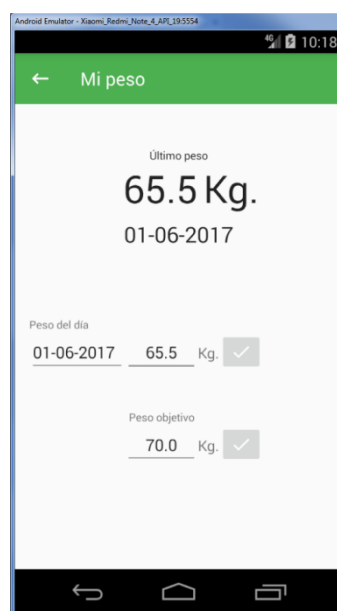 Android Emulator - Xiaomi_Redmi_Note_4_API_19:5554
4G 10:18
Mi peso
Último peso
65.5 Kg.
01-06-2017
Peso del día
01-06-2017 65.5 Kg.
Peso objetivo
70.0 Kg.